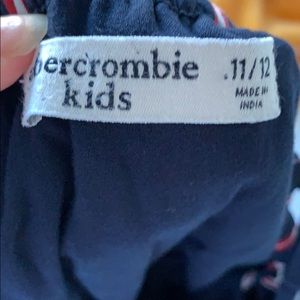 bercrombie
kids
.11/12
MADE IN
INDIA